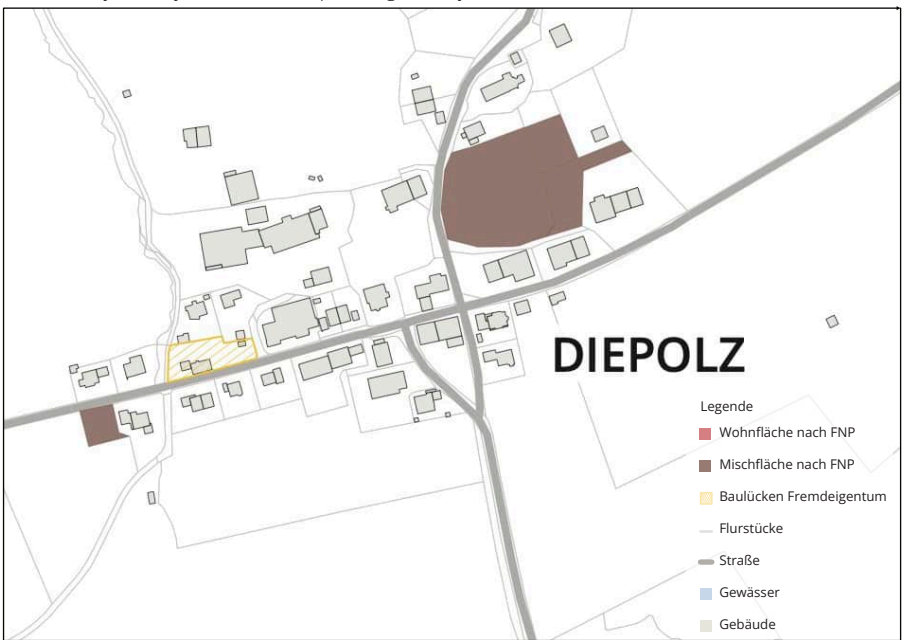 DIEPOLZ
Legende
Wohnfläche nach FNP
Mischfläche nach FNP
Baulücken Fremdeigentum
Flurstücke
Straße
Gewässer
Gebäude